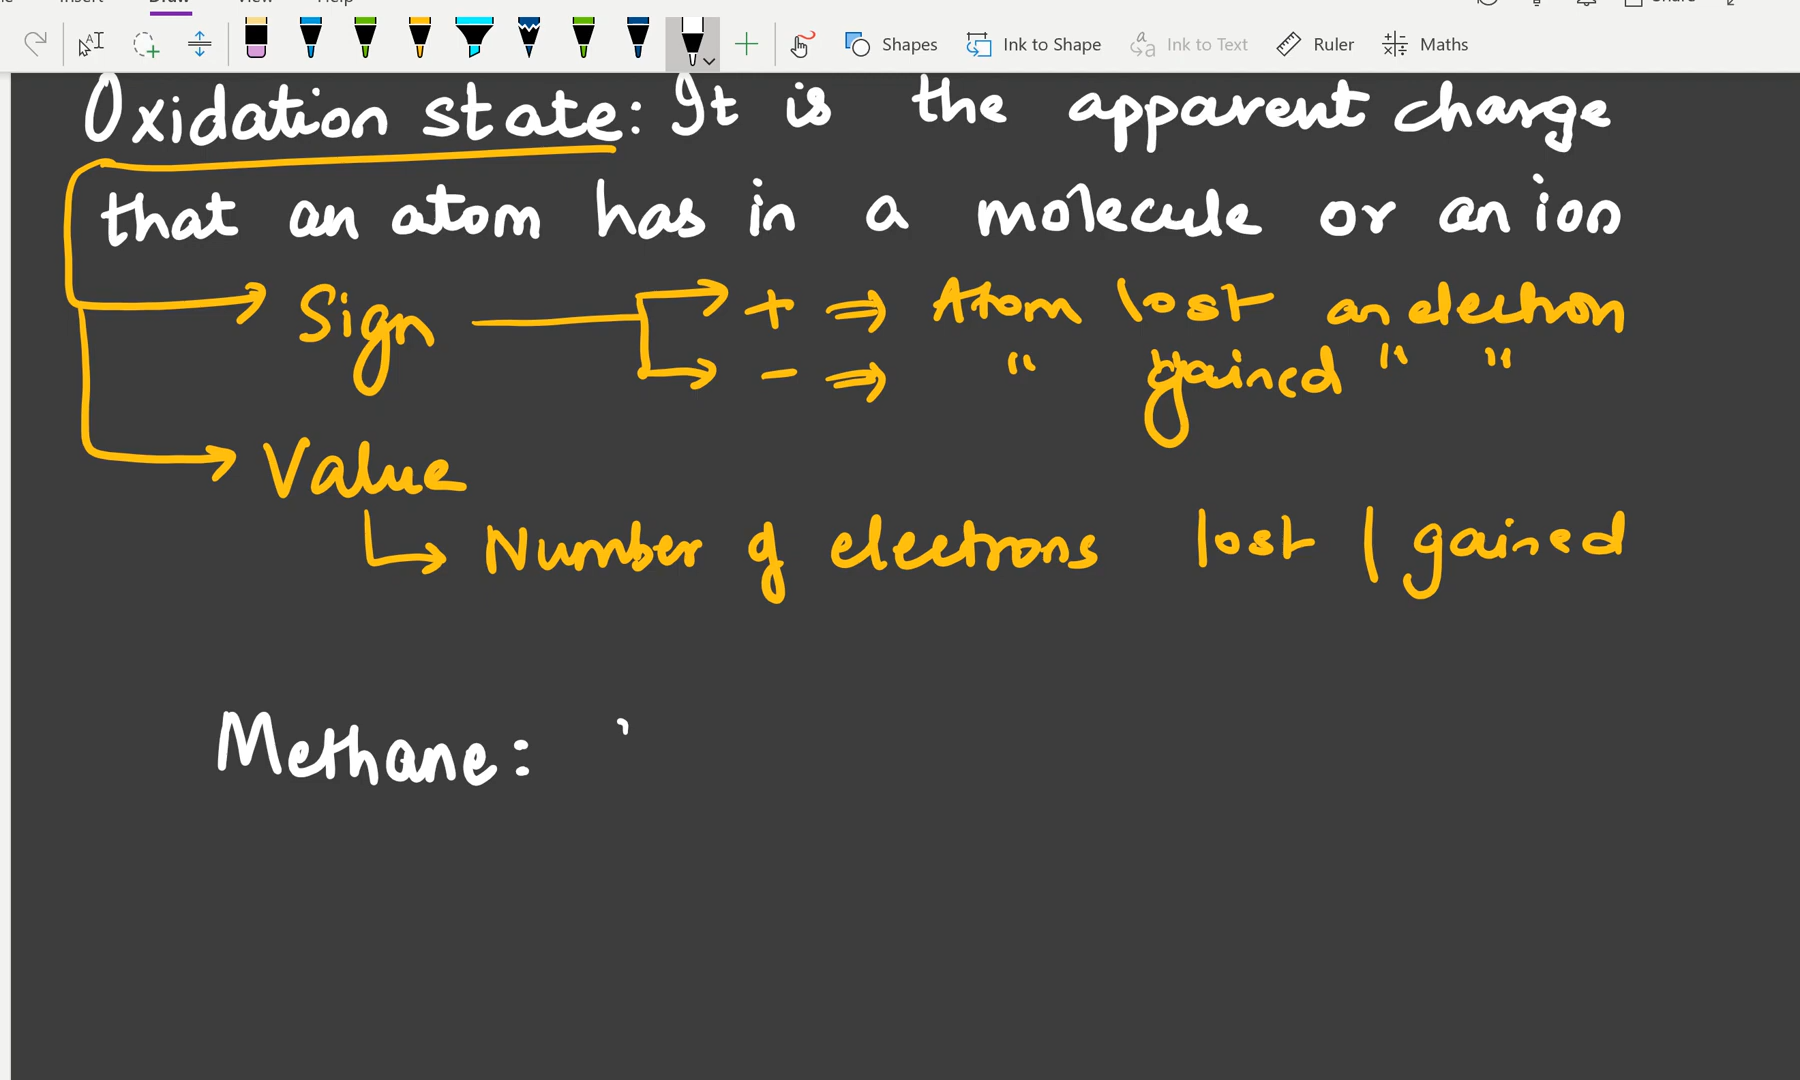 Insert Draw View Help Share
Shapes Ink to Shape Ink to Text Ruler Maths
Oxidation state: It is the apparent charge
that an atom has in a molecule or an ion
Sign + ⇒ Atom lost an electron
- ⇒ " gained " "
Value
Number of electrons lost | gained
Methane: